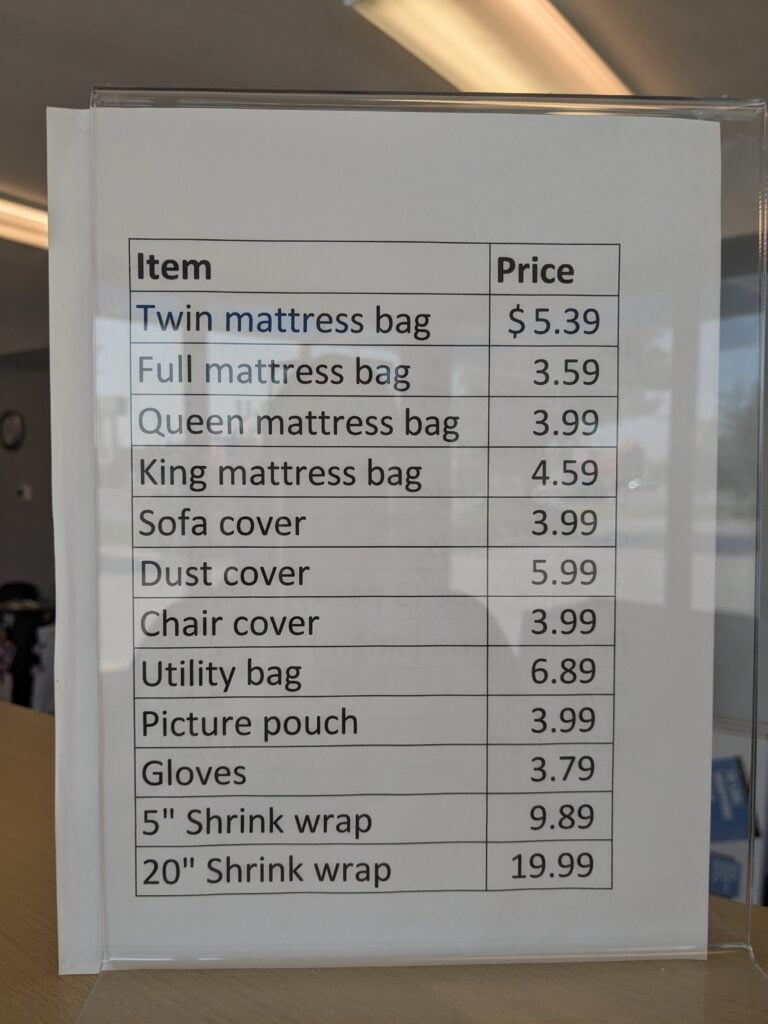 Item Price
Twin mattress bag $5.39
Full mattress bag 3.59
Queen mattress bag 3.99
King mattress bag 4.59
Sofa cover 3.99
Dust cover 5.99
Chair cover 3.99
Utility bag 6.89
Picture pouch 3.99
Gloves 3.79
5" Shrink wrap 9.89
20" Shrink wrap 19.99